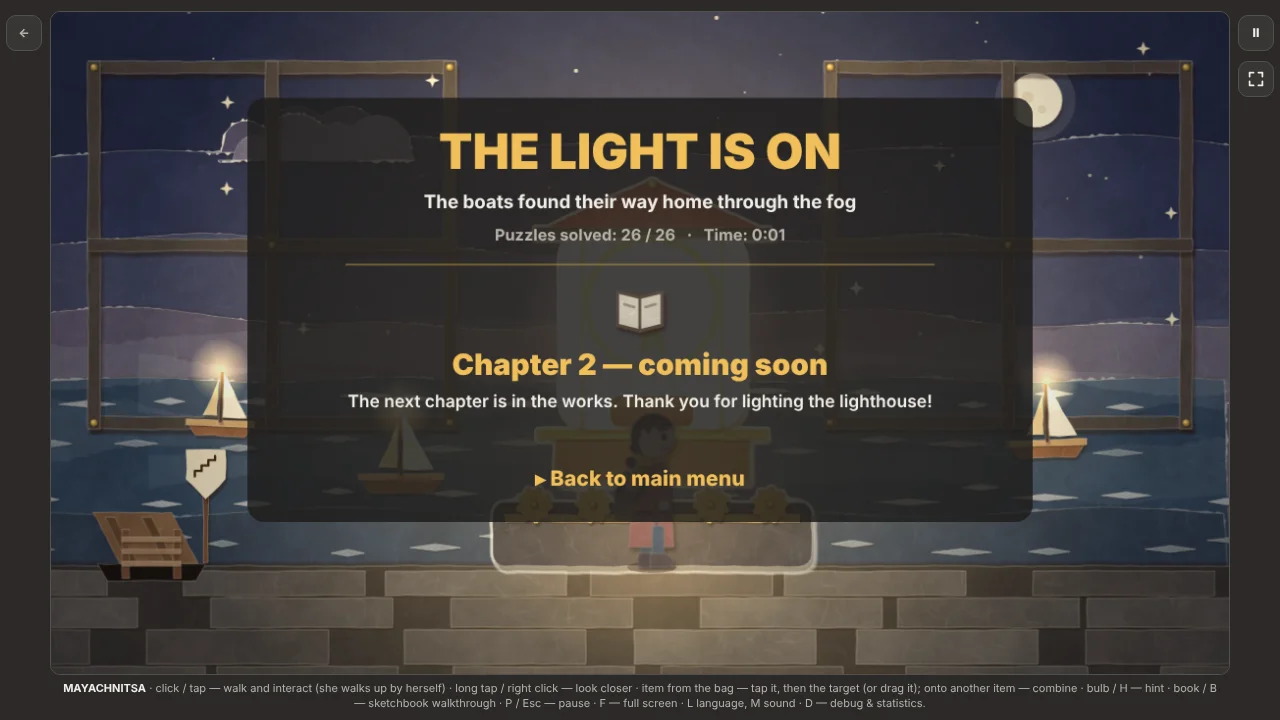 THE LIGHT IS ON
The boats found their way home through the fog
Puzzles solved: 26 / 26 · Time: 0:01
Chapter 2 — coming soon
The next chapter is in the works. Thank you for lighting the lighthouse!
▸ Back to main menu
MAYACHNITSA · click / tap — walk and interact (she walks up by herself) · long tap / right click — look closer · item from the bag — tap it, then the target (or drag it); onto another item — combine · bulb / H — hint · book / B
— sketchbook walkthrough · P / Esc — pause · F — full screen · L language, M sound · D — debug & statistics.